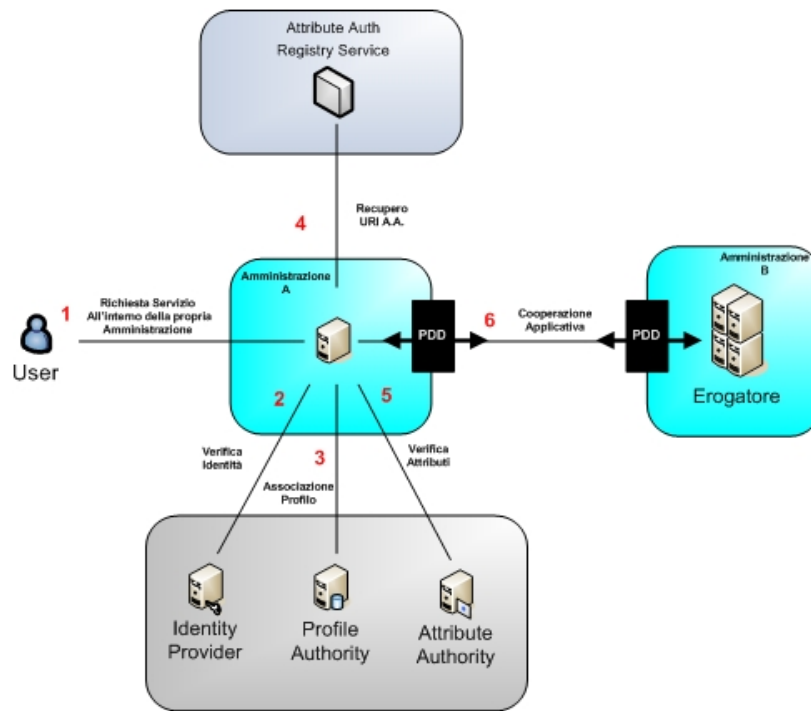 Attribute Auth
Registry Service
4
Recupero
URI A.A.
Amministrazione
A
Amministrazione
B
1
Richiesta Servizio
All'interno della propria
Amministrazione
User
PDD
6
Cooperazione
Applicativa
PDD
Erogatore
2
5
Verifica
Identità
3
Associazione
Profilo
Verifica
Attributi
Identity
Provider
Profile
Authority
Attribute
Authority